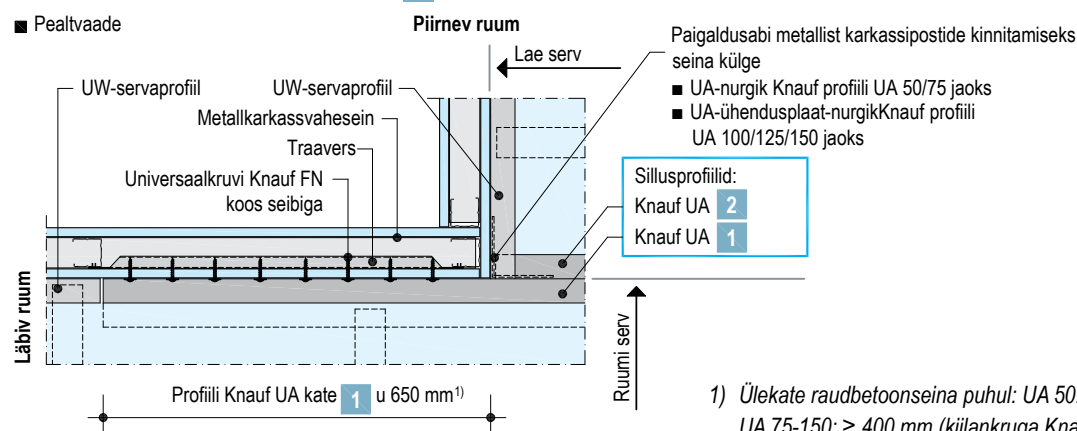 ■ Pealtvaade
Piirnev ruum
Lae serv
Paigaldusabi metallist karkassipostide kinnitamiseks
seina külge
■ UA-nurgik Knauf profiili UA 50/75 jaoks
■ UA-ühendusplaat-nurgikKnauf profiili
UA 100/125/150 jaoks
UW-servaprofiil
UW-servaprofiil
Metallkarkassvahesein
Traavers
Universaalkruvi Knauf FN
koos seibiga
Sillusprofiilid:
Knauf UA 2
Knauf UA 1
Läbiv ruum
Ruumi serv
Profiili Knauf UA kate 1 u 650 mm1)
1) Ülekate raudbetoonseina puhul: UA 50
UA 75-150: ≥ 400 mm (kiilankruga Kna